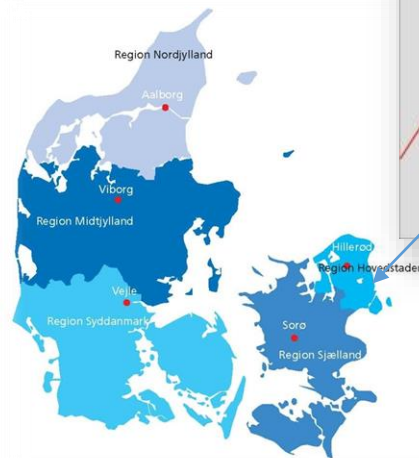 Region Nordjylland
Aalborg
Viborg
Region Midtjylland
Hillerød
Region Hovedstaden
Vejle
Region Syddanmark
Sorø
Region Sjælland